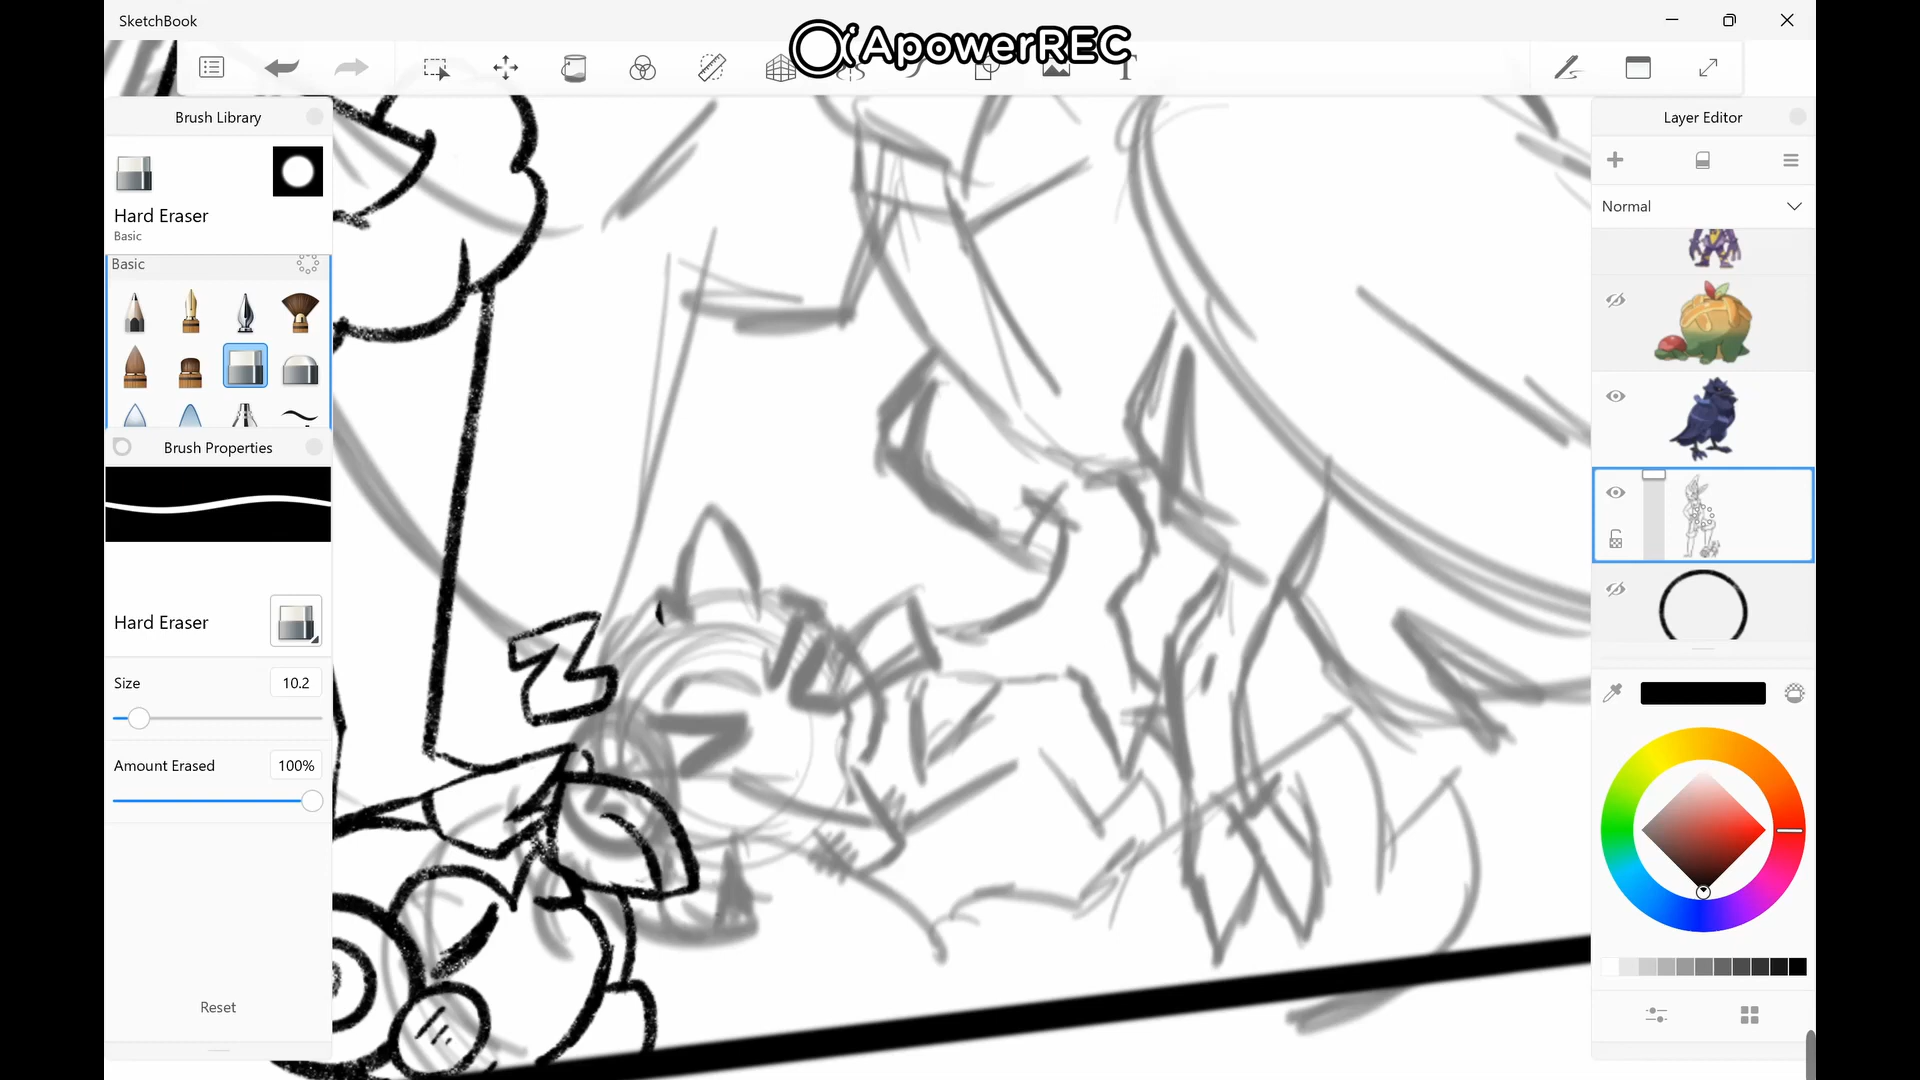 SketchBook
ApowerREC
Brush Library
Layer Editor
Hard Eraser
Basic
Normal
Basic
Brush Properties
Hard Eraser
Size
10.2
Amount Erased
100%
Reset